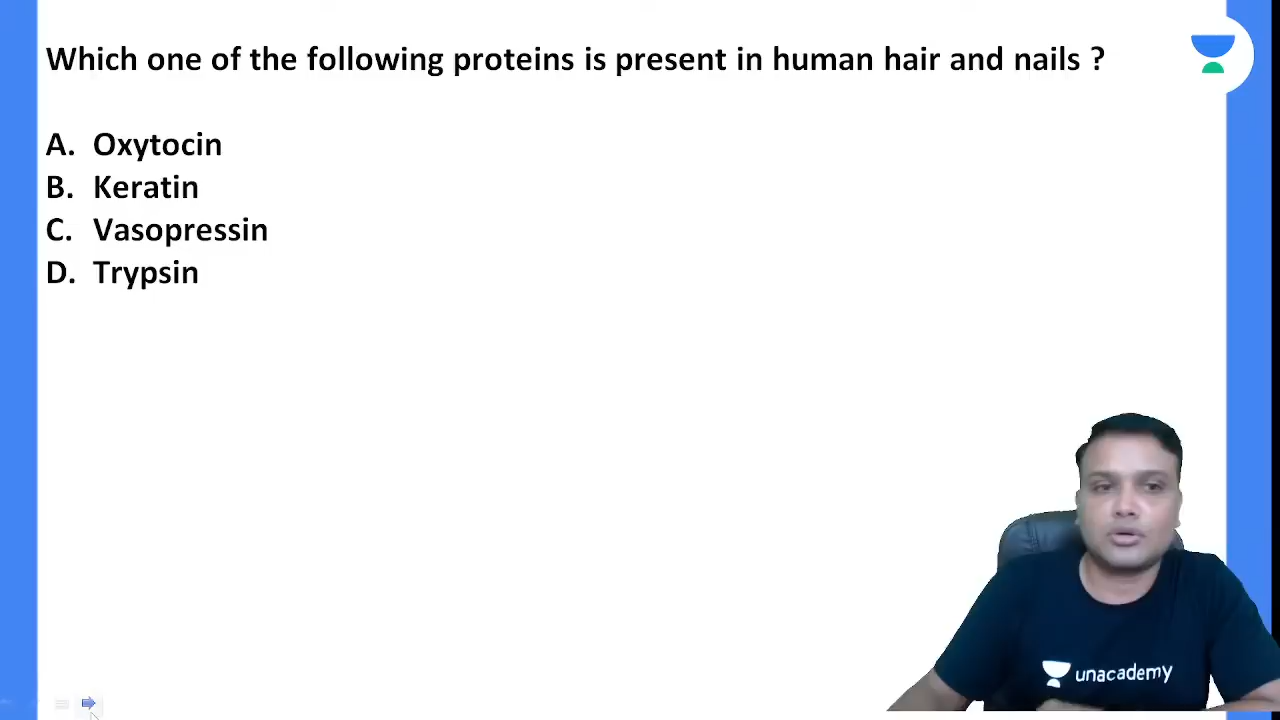 Which one of the following proteins is present in human hair and nails ?
A. Oxytocin
B. Keratin
C. Vasopressin
D. Trypsin
unacademy